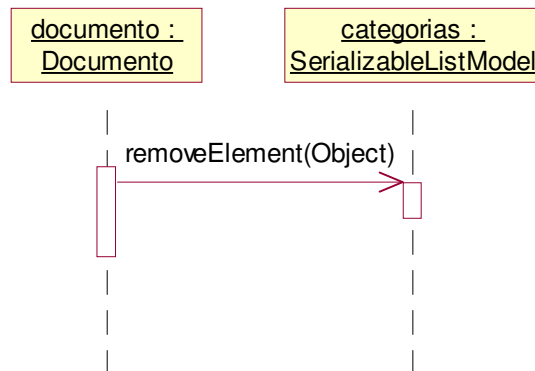 documento :
Documento
categorias :
SerializableListModel
removeElement(Object)